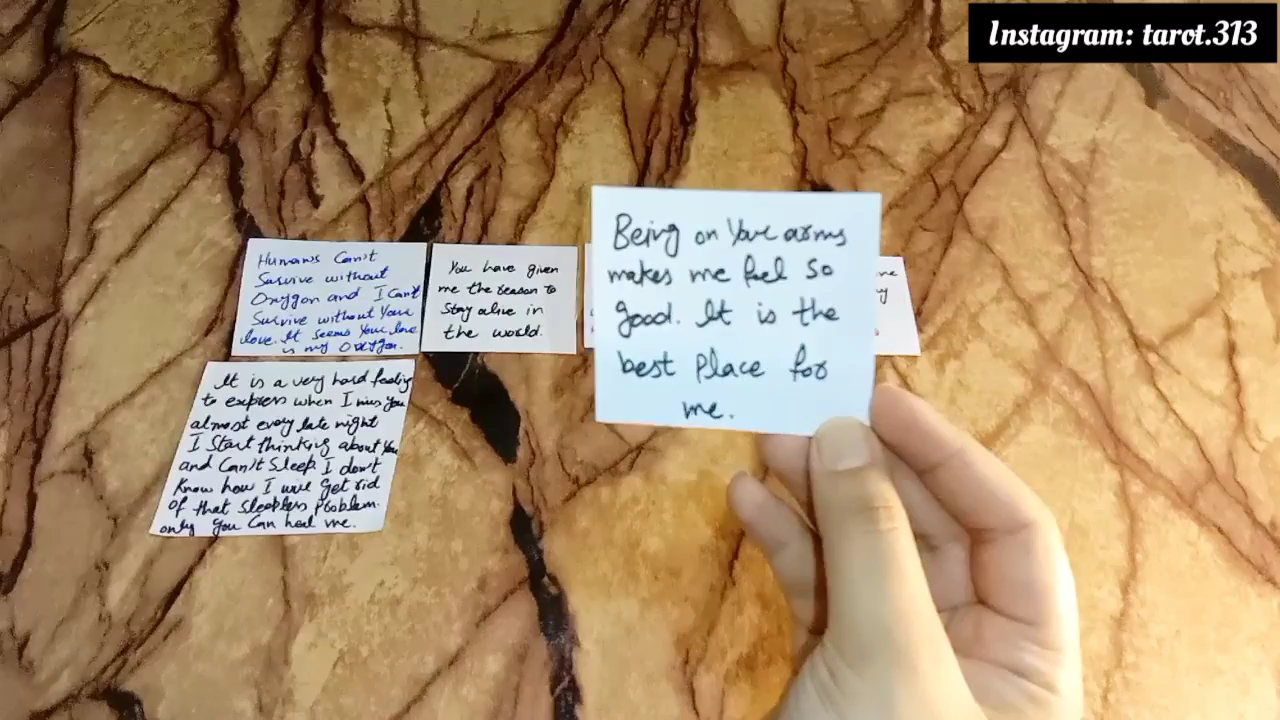 Instagram: tarot.313
Humans Can't
Survive without
Oxygen and I Can't
Survive without Your
love. It seems Your love
is my Oxygen.
You have given
me the reason to
Stay alive in
the world.
Being on Your arms
makes me feel so
good. It is the
best Place for
me.
It is a very hard feeling
to express when I miss You
almost every late night
I Start thinking about You
and Can't Sleep. I don't
Know how I will Get rid
of that Sleepless Problem.
only You Can heal me.